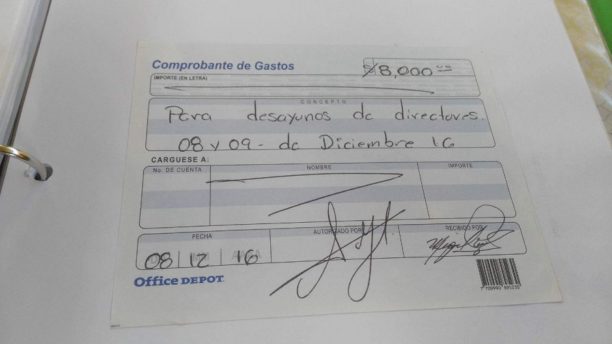 Comprobante de Gastos
$8,000 00
IMPORTE (EN LETRA)
CONCEPTO
Para desayunos de directores.
08 y 09 - de Diciembre 16
CARGUESE A:
No. DE CUENTA NOMBRE IMPORTE
FECHA AUTORIZADO POR RECIBIDO POR
08 12 16
Office DEPOT